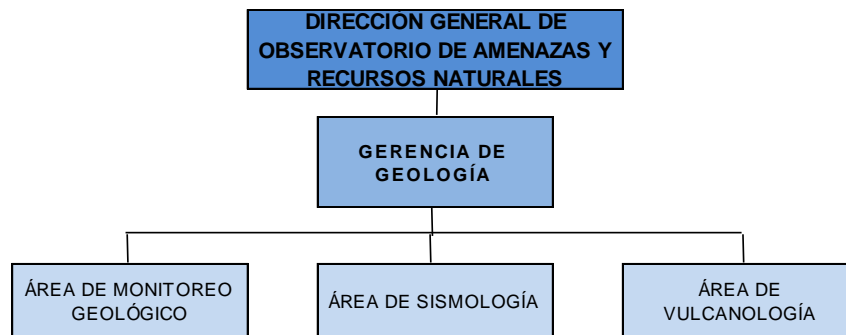 DIRECCIÓN GENERAL DE
OBSERVATORIO DE AMENAZAS Y
RECURSOS NATURALES
GERENCIA DE
GEOLOGÍA
ÁREA DE MONITOREO
GEOLÓGICO
ÁREA DE SISMOLOGÍA
ÁREA DE
VULCANOLOGÍA